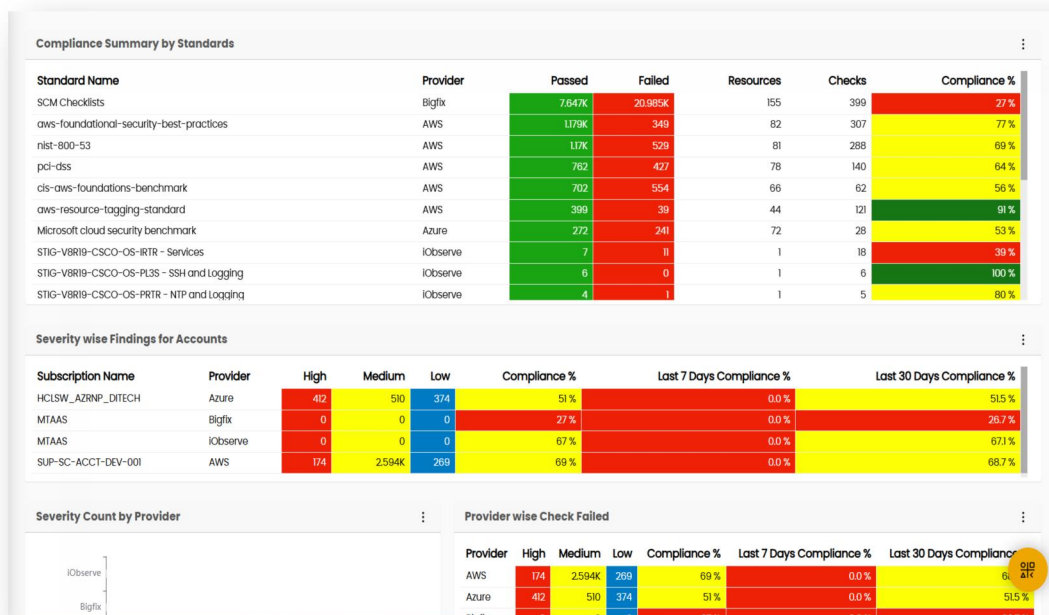 Compliance Summary by Standards
Standard Name Provider Passed Failed Resources Checks Compliance %
SCM Checklists Bigfix 7.647K 20.985K 155 399 27 %
aws-foundational-security-best-practices AWS 1.179K 349 82 307 77 %
nist-800-53 AWS 1.17K 529 81 288 69 %
pci-dss AWS 762 427 78 140 64 %
cis-aws-foundations-benchmark AWS 702 554 66 62 56 %
aws-resource-tagging-standard AWS 399 39 44 121 91 %
Microsoft cloud security benchmark Azure 272 241 72 28 53 %
STIG-V8R19-CSCO-OS-IRTR - Services iObserve 7 11 1 18 39 %
STIG-V8R19-CSCO-OS-PL3S - SSH and Logging iObserve 6 0 1 6 100 %
STIG-V8R19-CSCO-OS-PRTR - NTP and Logging iObserve 4 1 1 5 80 %
Severity wise Findings for Accounts
Subscription Name Provider High Medium Low Compliance % Last 7 Days Compliance % Last 30 Days Compliance %
HCLSW_AZRNP_DITECH Azure 412 510 374 51 % 0.0 % 51.5 %
MTAAS Bigfix 0 0 0 27 % 0.0 % 26.7 %
MTAAS iObserve 0 0 0 67 % 0.0 % 67.1 %
SUP-SC-ACCT-DEV-001 AWS 174 2.594K 269 69 % 0.0 % 68.7 %
Severity Count by Provider
iObserve
Bigfix
Provider wise Check Failed
Provider High Medium Low Compliance % Last 7 Days Compliance % Last 30 Days
AWS 174 2.594K 269 69 % 0.0 %
Azure 412 510 374 51 % 0.0 % 51.5 %